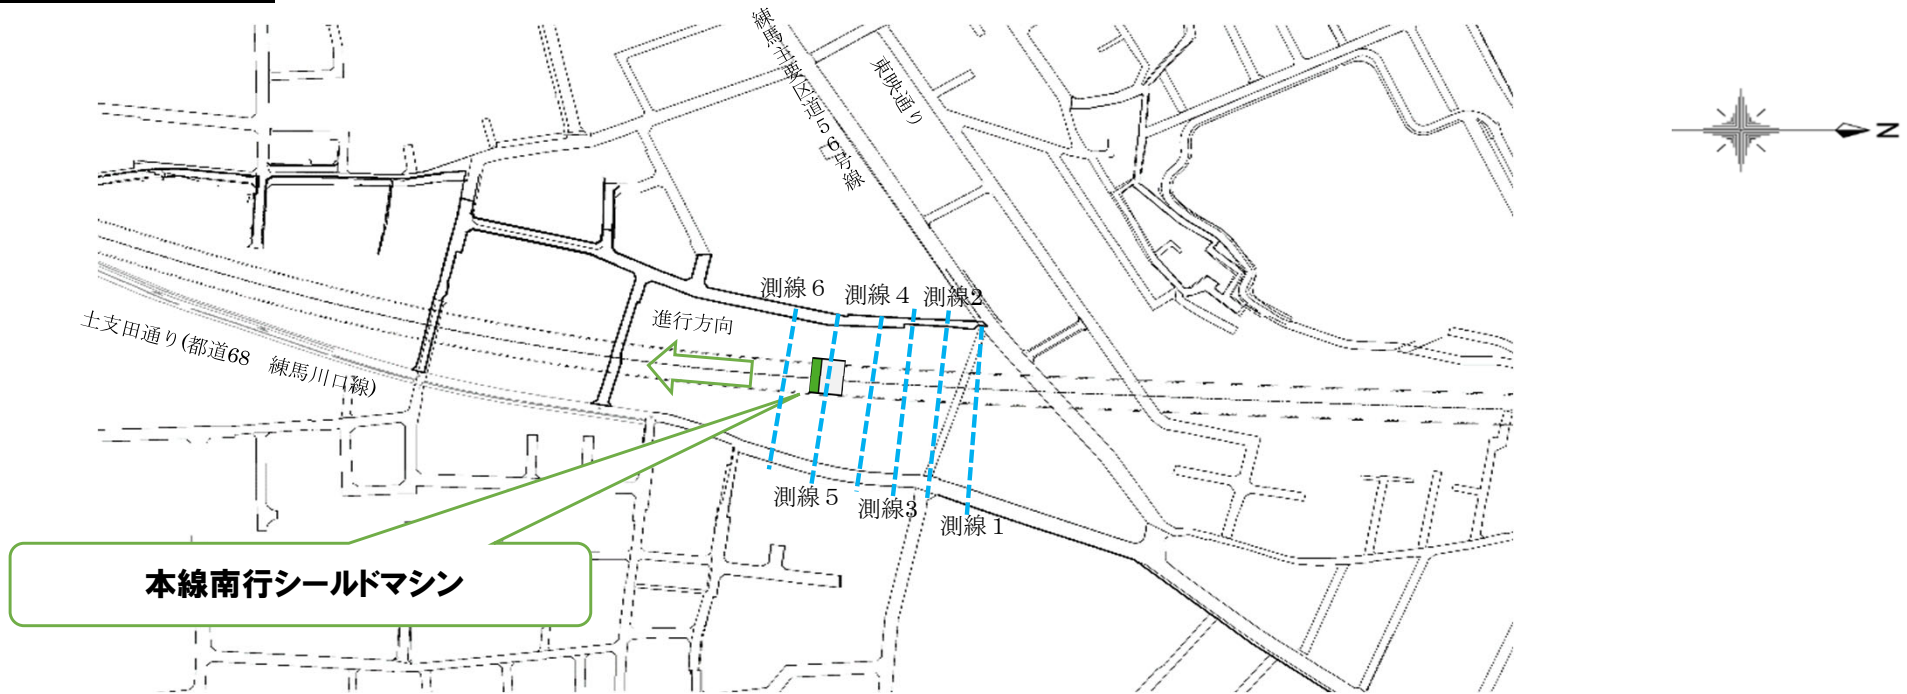 練馬主要区道56号線
東映通り
N
測線6
測線4
測線2
進行方向
土支田通り(都道68 練馬川口線)
測線5
測線3
測線1
本線南行シールドマシン